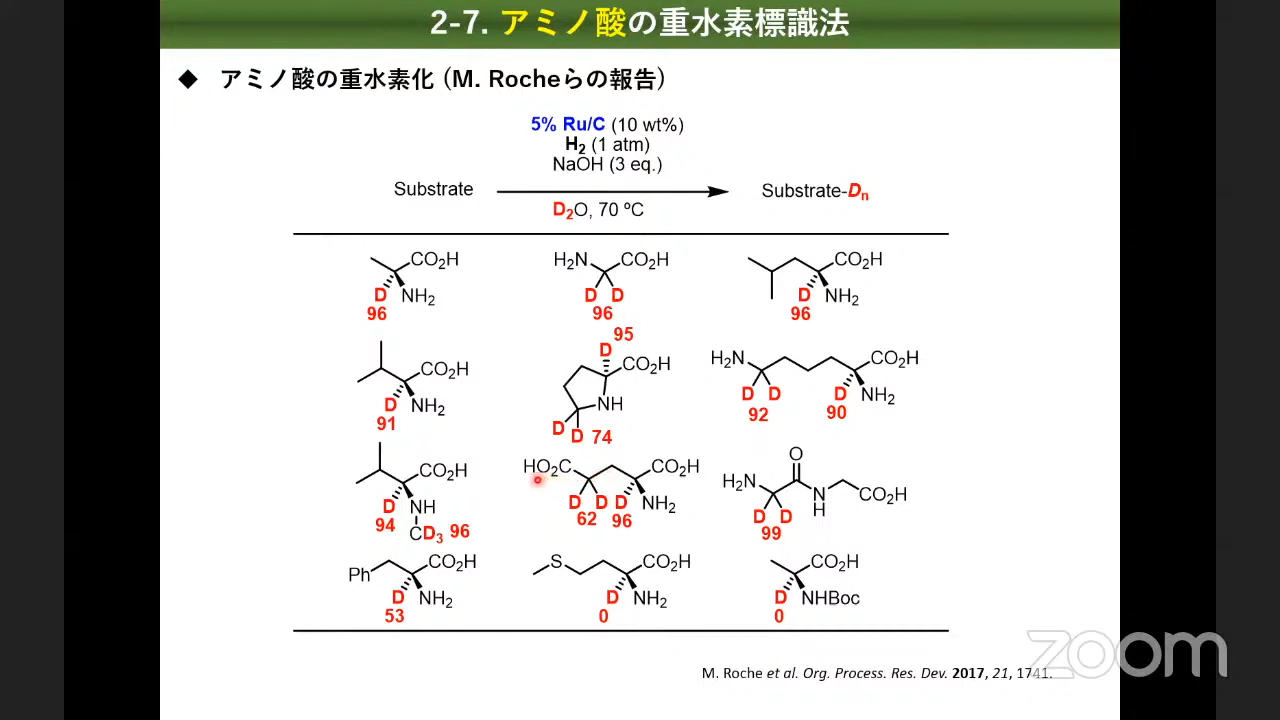 2-7. アミノ酸の重水素標識法
◆ アミノ酸の重水素化 (M. Rocheらの報告)
5% Ru/C (10 wt%)
H2 (1 atm)
NaOH (3 eq.)
Substrate
Substrate-Dn
D2O, 70 ºC
CO2H
D
NH2
96
H2N
CO2H
D D
96
CO2H
D
NH2
96
CO2H
D
NH2
91
95
D
CO2H
NH
D
D
74
H2N
CO2H
D D
D
NH2
92
90
CO2H
D
NH
94
CD3 96
HO2C
CO2H
D D D
NH2
62 96
O
H2N
N
H
CO2H
D D
99
Ph
CO2H
D
NH2
53
S
CO2H
D
NH2
0
CO2H
D
NHBoc
0
M. Roche et al. Org. Process. Res. Dev. 2017, 21, 1741.
zoom